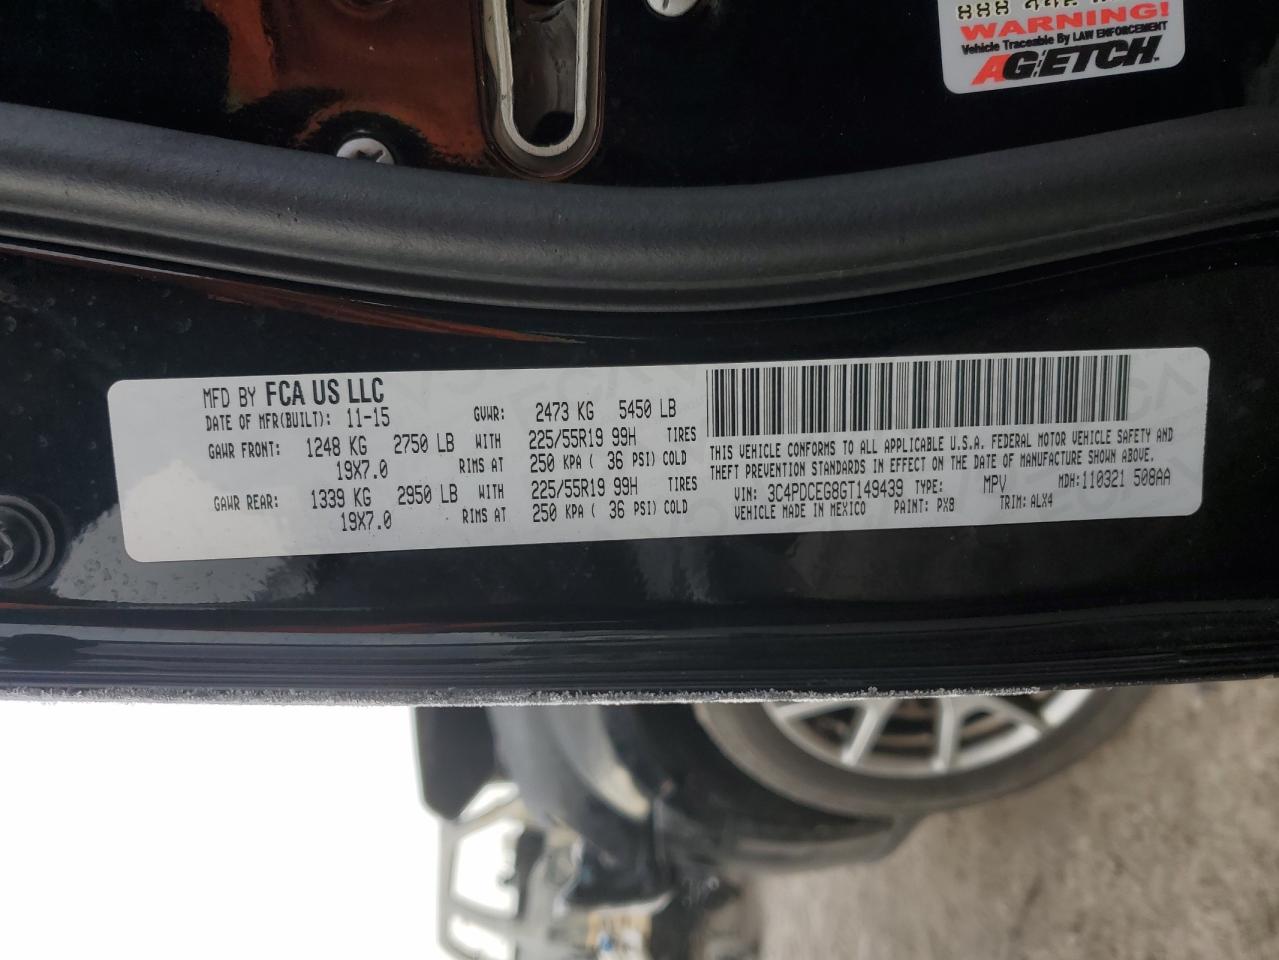 WARNING!
Vehicle Traceable By LAW ENFORCEMENT
AGETCH
MFD BY FCA US LLC
DATE OF MFR(BUILT): 11-15 GVWR: 2473 KG 5450 LB
GAWR FRONT: 1248 KG 2750 LB WITH 225/55R19 99H TIRES
19X7.0 RIMS AT 250 KPA ( 36 PSI) COLD
GAWR REAR: 1339 KG 2950 LB WITH 225/55R19 99H TIRES
19X7.0 RIMS AT 250 KPA ( 36 PSI) COLD
THIS VEHICLE CONFORMS TO ALL APPLICABLE U.S.A. FEDERAL MOTOR VEHICLE SAFETY AND
THEFT PREVENTION STANDARDS IN EFFECT ON THE DATE OF MANUFACTURE SHOWN ABOVE.
VIN: 3C4PDCEG8GT149439 TYPE: MPV MDH:110321 508AA
VEHICLE MADE IN MEXICO PAINT: PX8 TRIM: ALX4